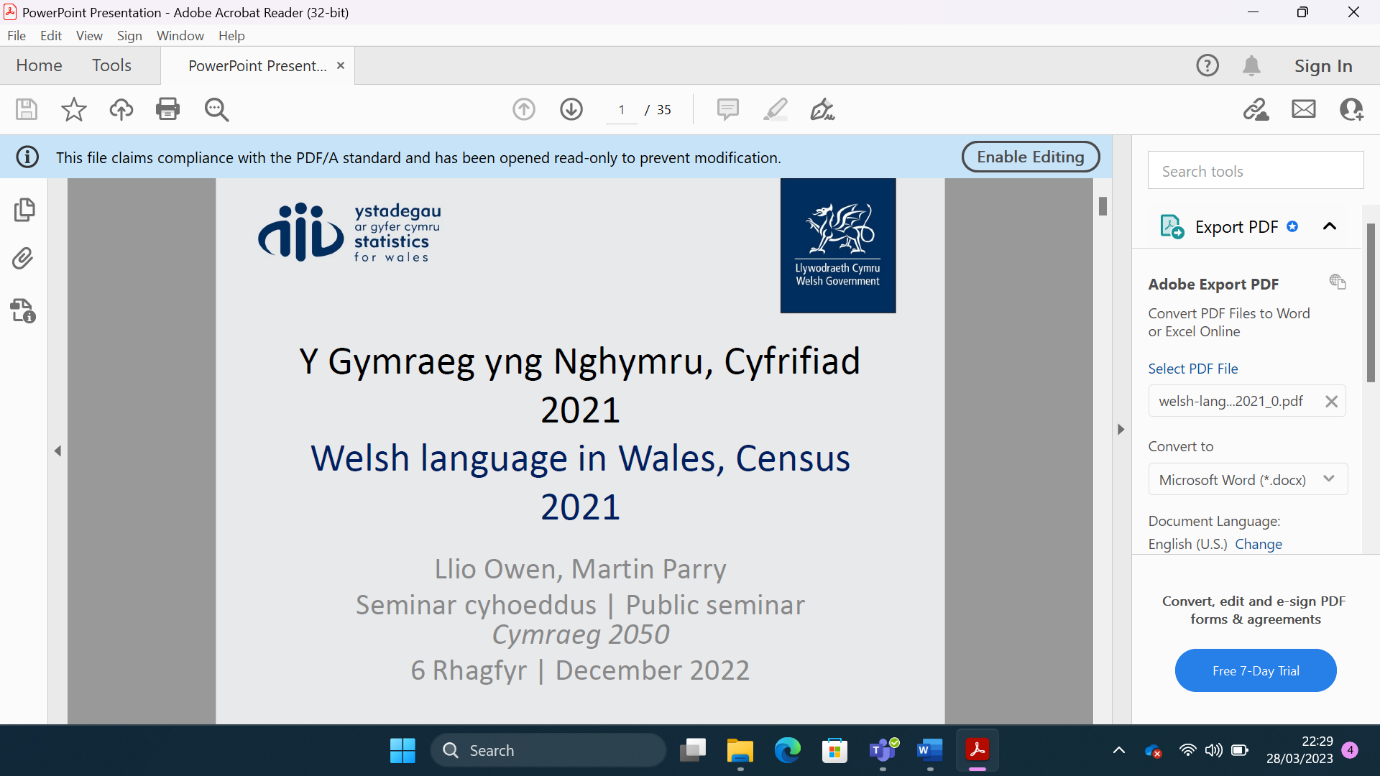 PowerPoint Presentation - Adobe Acrobat Reader (32-bit)
File Edit View Sign Window Help
Home Tools PowerPoint Present... ×
Sign In
1 / 35
This file claims compliance with the PDF/A standard and has been opened read-only to prevent modification.
Enable Editing
ystadegau
ar gyfer cymru
statistics
for wales
Llywodraeth Cymru
Welsh Government
Y Gymraeg yng Nghymru, Cyfrifiad
2021
Welsh language in Wales, Census
2021
Llio Owen, Martin Parry
Seminar cyhoeddus | Public seminar
Cymraeg 2050
6 Rhagfyr | December 2022
Search tools
Export PDF
Adobe Export PDF
Convert PDF Files to Word
or Excel Online
Select PDF File
welsh-lang...2021_0.pdf
Convert to
Microsoft Word (*.docx)
Document Language:
English (U.S.) Change
Convert, edit and e-sign PDF
forms & agreements
Free 7-Day Trial
Search
22:29
28/03/2023
4